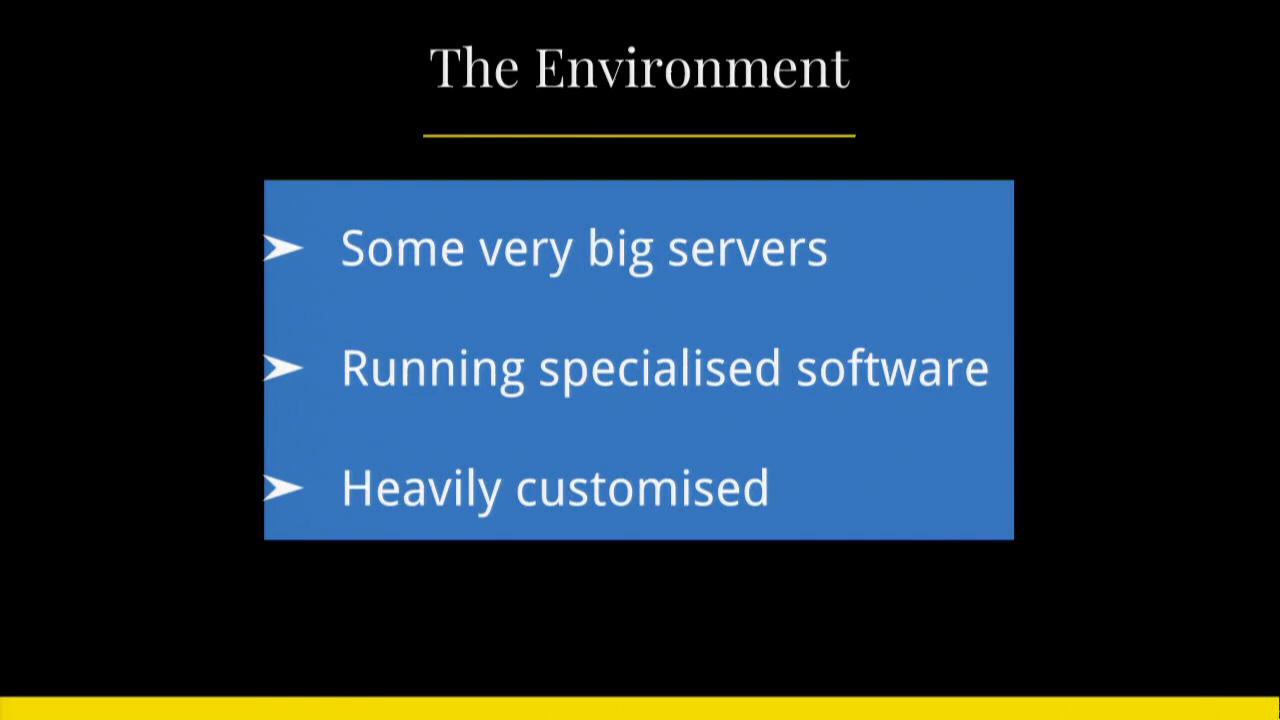 The Environment
Some very big servers
Running specialised software
Heavily customised